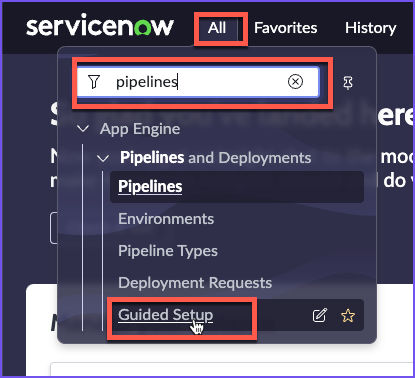 servicenow All Favorites History
pipelines
App Engine
Pipelines and Deployments
Pipelines
Environments
Pipeline Types
Deployment Requests
Guided Setup